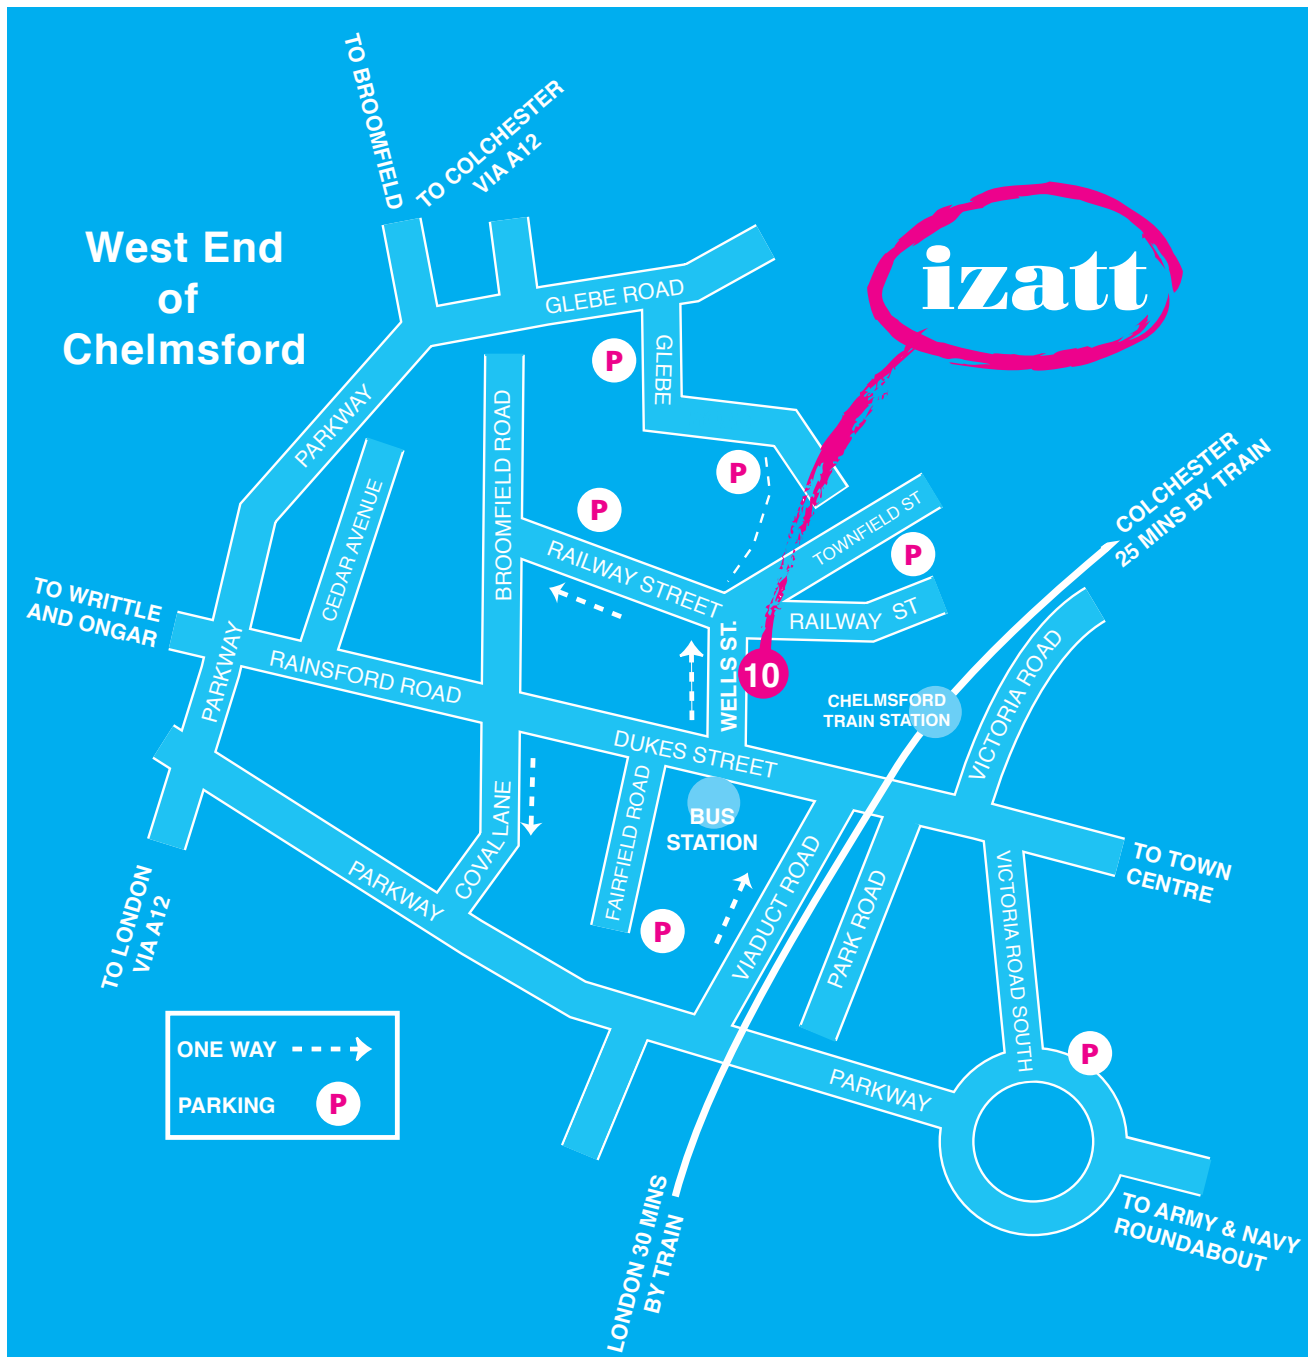 TO BROOMFIELD
TO COLCHESTER
VIA A12
West End
of
Chelmsford
izatt
GLEBE ROAD
P
GLEBE
PARKWAY
BROOMFIELD ROAD
CEDAR AVENUE
P
P
TOWNFIELD ST
P
COLCHESTER
25 MINS BY TRAIN
RAILWAY STREET
RAILWAY ST
TO WRITTLE
AND ONGAR
PARKWAY
RAINSFORD ROAD
WELLS ST.
10
CHELMSFORD
TRAIN STATION
VICTORIA ROAD
DUKES STREET
BUS
STATION
COVAL LANE
FAIRFIELD ROAD
P
VIADUCT ROAD
PARK ROAD
VICTORIA ROAD SOUTH
TO TOWN
CENTRE
PARKWAY
TO LONDON
VIA A12
ONE WAY
PARKING
P
PARKWAY
P
TO ARMY & NAVY
ROUNDABOUT
LONDON 30 MINS
BY TRAIN